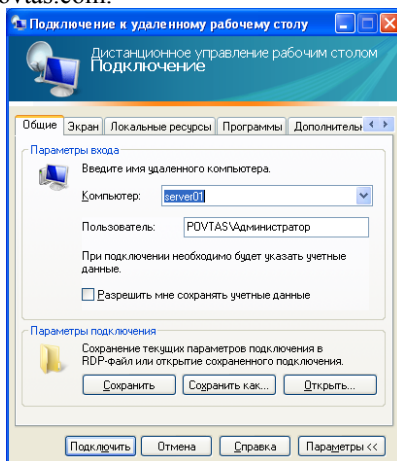 povtas.com.
Подключение к удаленному рабочему столу
Дистанционное управление рабочим столом
Подключение
Общие Экран Локальные ресурсы Программы Дополнитель
Параметры входа
Введите имя удаленного компьютера.
Компьютер: server01
Пользователь: POVTAS\Администратор
При подключении необходимо будет указать учетные
данные.
Разрешить мне сохранять учетные данные
Параметры подключения
Сохранение текущих параметров подключения в
RDP-файл или открытие сохраненного подключения.
Сохранить Сохранить как... Открыть...
Подключить Отмена Справка Параметры <<